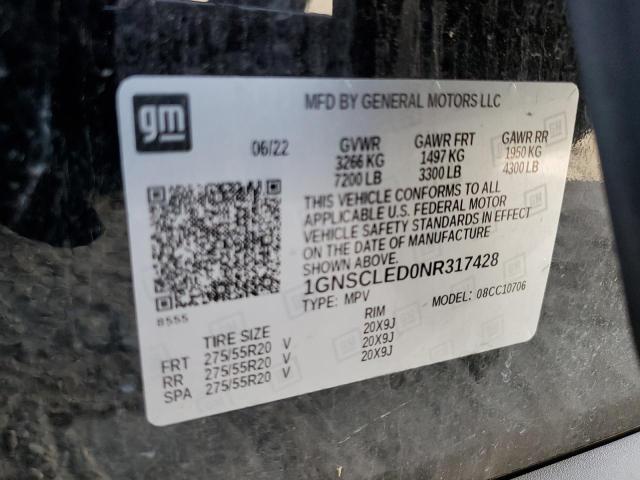 gm
MFD BY GENERAL MOTORS LLC
06/22 GVWR GAWR FRT GAWR RR
3266 KG 1497 KG 1950 KG
7200 LB 3300 LB 4300 LB
THIS VEHICLE CONFORMS TO ALL
APPLICABLE U.S. FEDERAL MOTOR
VEHICLE SAFETY STANDARDS IN EFFECT
ON THE DATE OF MANUFACTURE
SHOWN ABOVE.
1GNSCLED0NR317428
TYPE: MPV MODEL: 08CC10706
8555
TIRE SIZE RIM
FRT 275/55R20 V 20X9J
RR 275/55R20 V 20X9J
SPA 275/55R20 V 20X9J